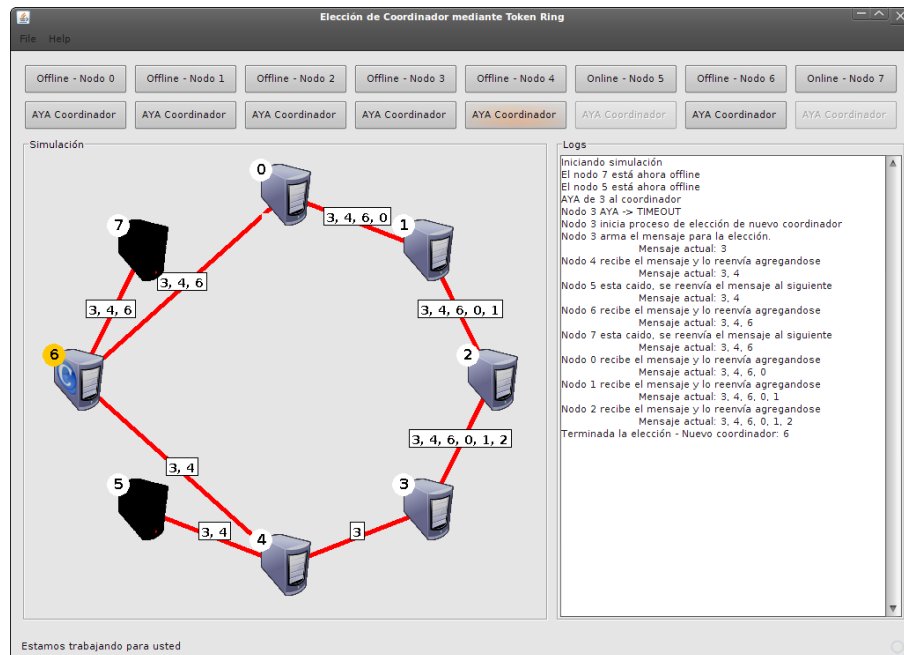 Elección de Coordinador mediante Token Ring
File Help
Offline - Nodo 0 Offline - Nodo 1 Offline - Nodo 2 Offline - Nodo 3 Offline - Nodo 4 Online - Nodo 5 Offline - Nodo 6 Online - Nodo 7
AYA Coordinador AYA Coordinador AYA Coordinador AYA Coordinador AYA Coordinador AYA Coordinador AYA Coordinador AYA Coordinador
Simulación
0
3, 4, 6, 0
7
1
3, 4, 6
3, 4, 6
3, 4, 6, 0, 1
6
2
3, 4, 6, 0, 1, 2
3, 4
5
3
3, 4
3
4
Logs
Iniciando simulación
El nodo 7 está ahora offline
El nodo 5 está ahora offline
AYA de 3 al coordinador
Nodo 3 AYA -> TIMEOUT
Nodo 3 inicia proceso de elección de nuevo coordinador
Nodo 3 arma el mensaje para la elección.
Mensaje actual: 3
Nodo 4 recibe el mensaje y lo reenvía agregandose
Mensaje actual: 3, 4
Nodo 5 esta caido, se reenvía el mensaje al siguiente
Mensaje actual: 3, 4
Nodo 6 recibe el mensaje y lo reenvía agregandose
Mensaje actual: 3, 4, 6
Nodo 7 esta caido, se reenvía el mensaje al siguiente
Mensaje actual: 3, 4, 6
Nodo 0 recibe el mensaje y lo reenvía agregandose
Mensaje actual: 3, 4, 6, 0
Nodo 1 recibe el mensaje y lo reenvía agregandose
Mensaje actual: 3, 4, 6, 0, 1
Nodo 2 recibe el mensaje y lo reenvía agregandose
Mensaje actual: 3, 4, 6, 0, 1, 2
Terminada la elección - Nuevo coordinador: 6
Estamos trabajando para usted